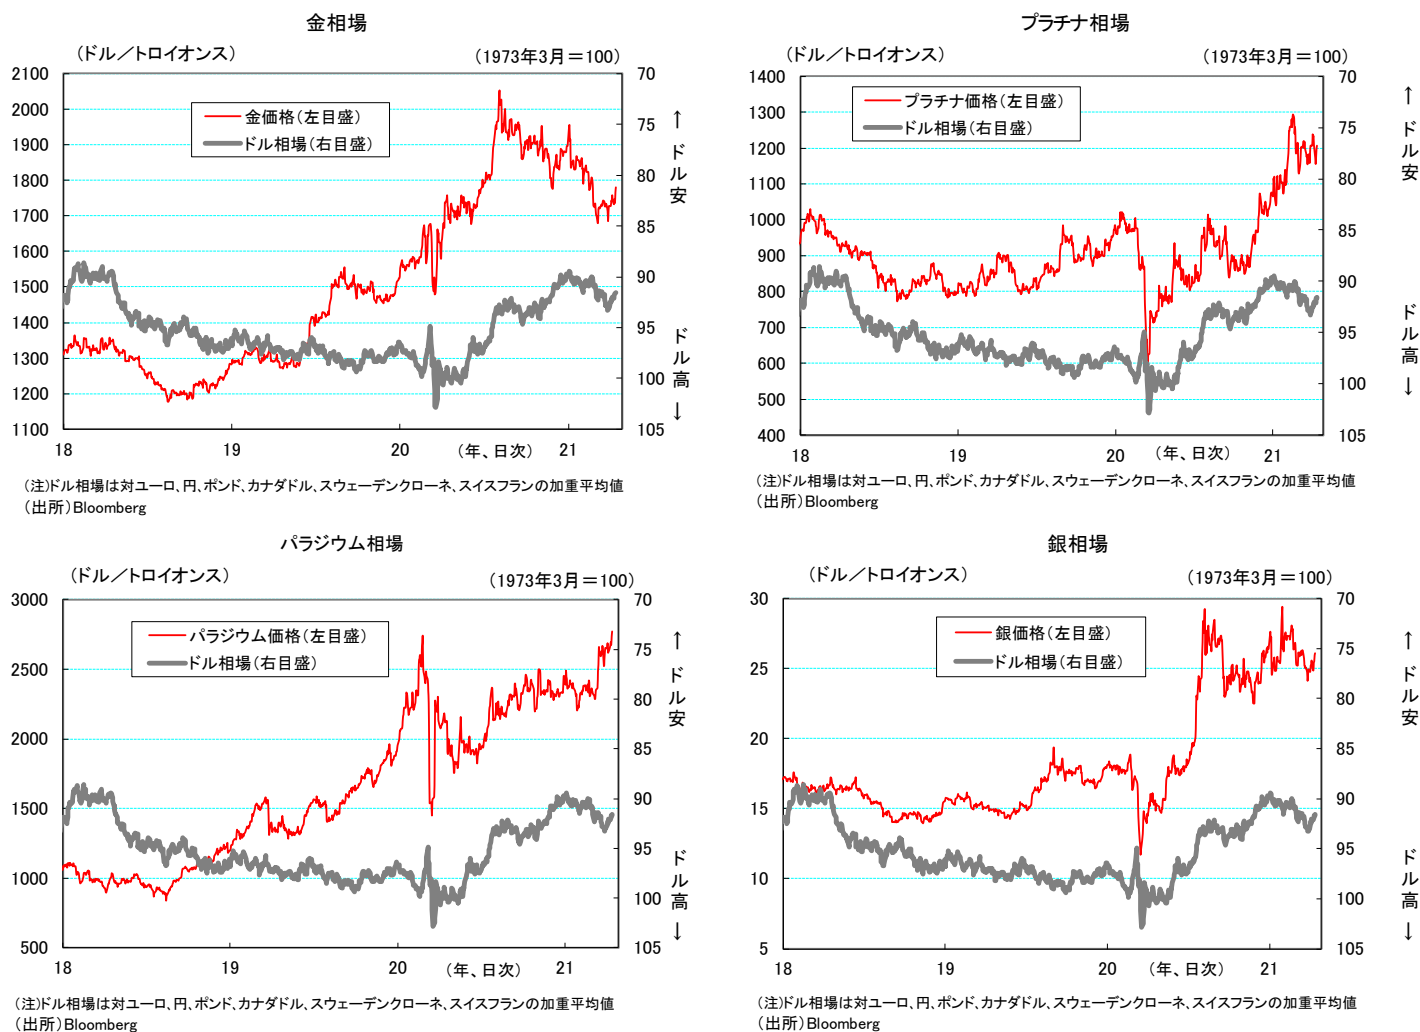 金相場
(ドル/トロイオンス)
(1973年3月=100)
2100
2000
1900
1800
1700
1600
1500
1400
1300
1200
1100
70
75
80
85
90
95
100
105
金価格(左目盛)
ドル相場(右目盛)
↑
ドル安
ドル高
↓
18
19
20
(年、日次)
21
(注)ドル相場は対ユーロ、円、ポンド、カナダドル、スウェーデンクローネ、スイスフランの加重平均値
(出所)Bloomberg
プラチナ相場
(ドル/トロイオンス)
(1973年3月=100)
1400
1300
1200
1100
1000
900
800
700
600
500
400
70
75
80
85
90
95
100
105
プラチナ価格(左目盛)
ドル相場(右目盛)
↑
ドル安
ドル高
↓
18
19
20
(年、日次)
21
(注)ドル相場は対ユーロ、円、ポンド、カナダドル、スウェーデンクローネ、スイスフランの加重平均値
(出所)Bloomberg
パラジウム相場
(ドル/トロイオンス)
(1973年3月=100)
3000
2500
2000
1500
1000
500
70
75
80
85
90
95
100
105
パラジウム価格(左目盛)
ドル相場(右目盛)
↑
ドル安
ドル高
↓
18
19
20
(年、日次)
21
(注)ドル相場は対ユーロ、円、ポンド、カナダドル、スウェーデンクローネ、スイスフランの加重平均値
(出所)Bloomberg
銀相場
(ドル/トロイオンス)
(1973年3月=100)
30
25
20
15
10
5
70
75
80
85
90
95
100
105
銀価格(左目盛)
ドル相場(右目盛)
↑
ドル安
ドル高
↓
18
19
20
(年、日次)
21
(注)ドル相場は対ユーロ、円、ポンド、カナダドル、スウェーデンクローネ、スイスフランの加重平均値
(出所)Bloomberg